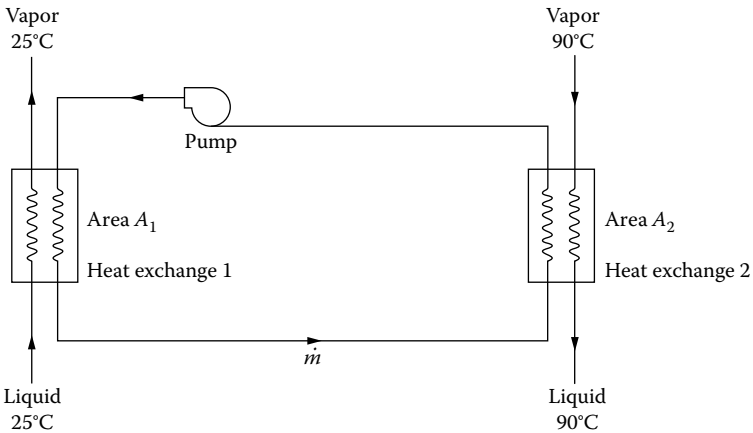 Vapor
25°C
Vapor
90°C
Pump
Area A₁
Heat exchange 1
Area A₂
Heat exchange 2
ṁ
Liquid
25°C
Liquid
90°C